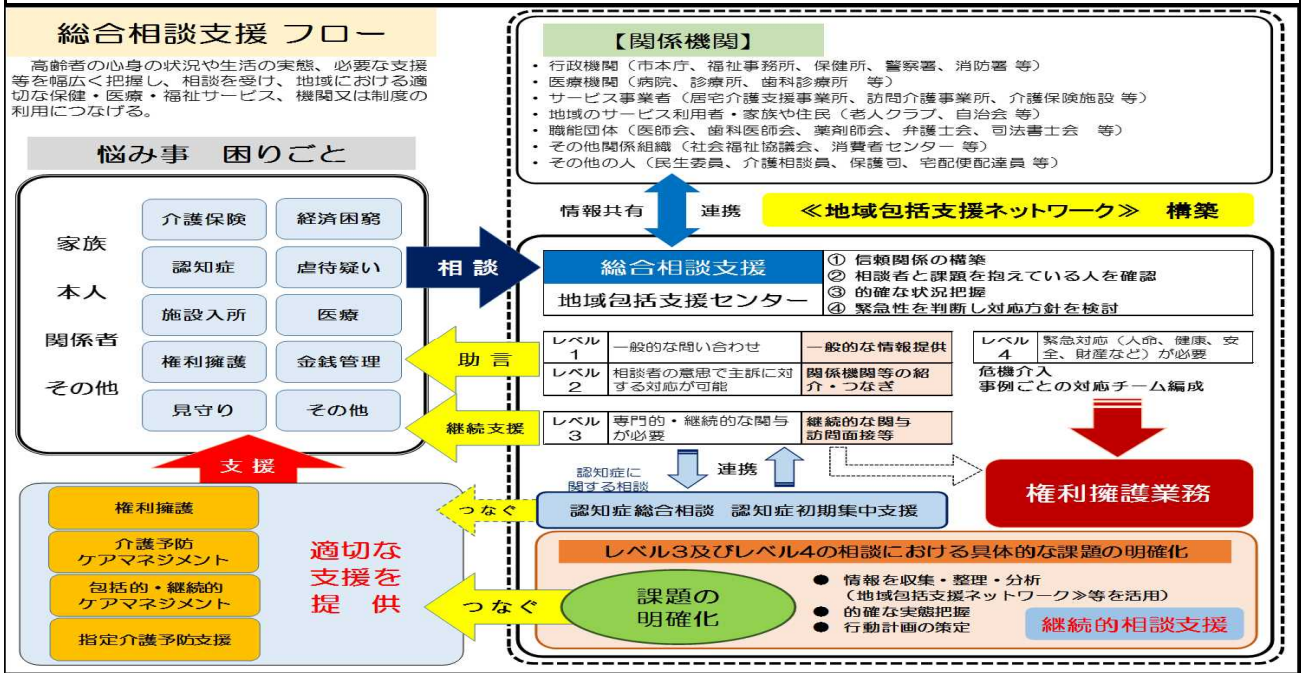 総合相談支援 フロー
高齢者の心身の状況や生活の実態、必要な支援
等を幅広く把握し、相談を受け、地域における適
切な保健・医療・福祉サービス、機関又は制度の
利用につなげる。
悩み事 困りごと
家族
本人
関係者
その他
介護保険
経済困窮
認知症
虐待疑い
施設入所
医療
権利擁護
金銭管理
見守り
その他
【関係機関】
・行政機関（市本庁、福祉事務所、保健所、警察署、消防署 等）
・医療機関（病院、診療所、歯科診療所 等）
・サービス事業者（居宅介護支援事業所、訪問介護事業所、介護保険施設 等）
・地域のサービス利用者・家族や住民（老人クラブ、自治会 等）
・職能団体（医師会、歯科医師会、薬剤師会、弁護士会、司法書士会 等）
・その他関係組織（社会福祉協議会、消費者センター 等）
・その他の人（民生委員、介護相談員、保護司、宅配便配達員 等）
情報共有
連携
≪地域包括支援ネットワーク≫ 構築
相談
総合相談支援
地域包括支援センター
① 信頼関係の構築
② 相談者と課題を抱えている人を確認
③ 的確な状況把握
④ 緊急性を判断し対応方針を検討
助言
レベル
1
一般的な問い合わせ
一般的な情報提供
レベル
2
相談者の意思で主訴に対
する対応が可能
関係機関等の紹
介・つなぎ
レベル
4
緊急対応（人命、健康、安
全、財産など）が必要
危機介入
事例ごとの対応チーム編成
継続支援
レベル
3
専門的・継続的な関与
が必要
継続的な関与
訪問面接等
認知症に
関する相談
連携
認知症総合相談 認知症初期集中支援
権利擁護業務
支援
権利擁護
介護予防
ケアマネジメント
包括的・継続的
ケアマネジメント
指定介護予防支援
適切な
支援を
提供
つなぐ
つなぐ
レベル3及びレベル4の相談における具体的な課題の明確化
課題の
明確化
● 情報を収集・整理・分析
（地域包括支援ネットワーク≫等を活用）
● 的確な実態把握
● 行動計画の策定
継続的相談支援